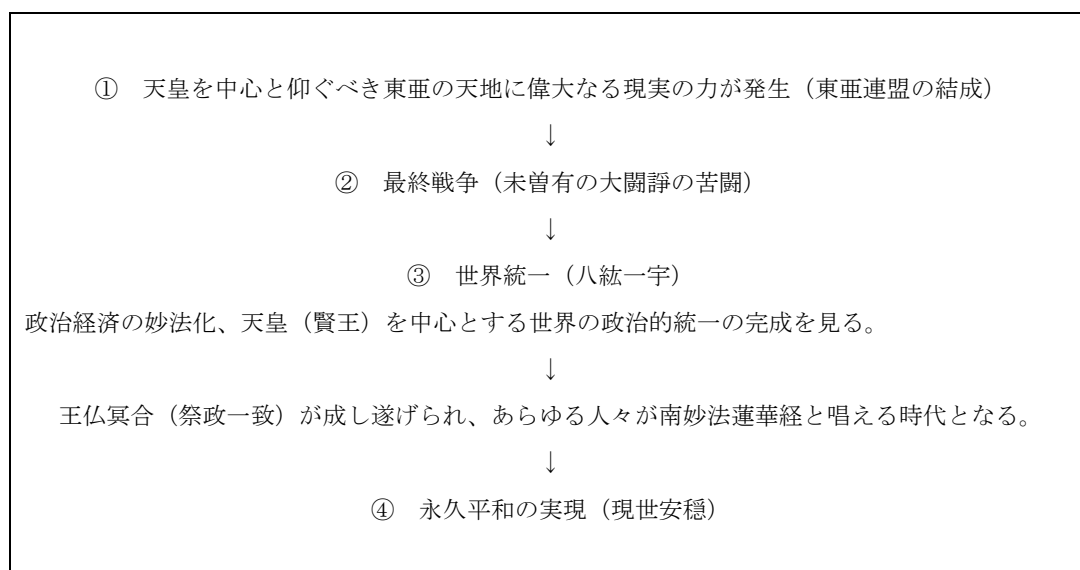 ① 天皇を中心と仰ぐべき東亜の天地に偉大なる現実の力が発生（東亜連盟の結成）
↓
② 最終戦争（未曽有の大闘諍の苦闘）
↓
③ 世界統一（八紘一宇）
政治経済の妙法化、天皇（賢王）を中心とする世界の政治的統一の完成を見る。
↓
王仏冥合（祭政一致）が成し遂げられ、あらゆる人々が南妙法蓮華経と唱える時代となる。
↓
④ 永久平和の実現（現世安穏）